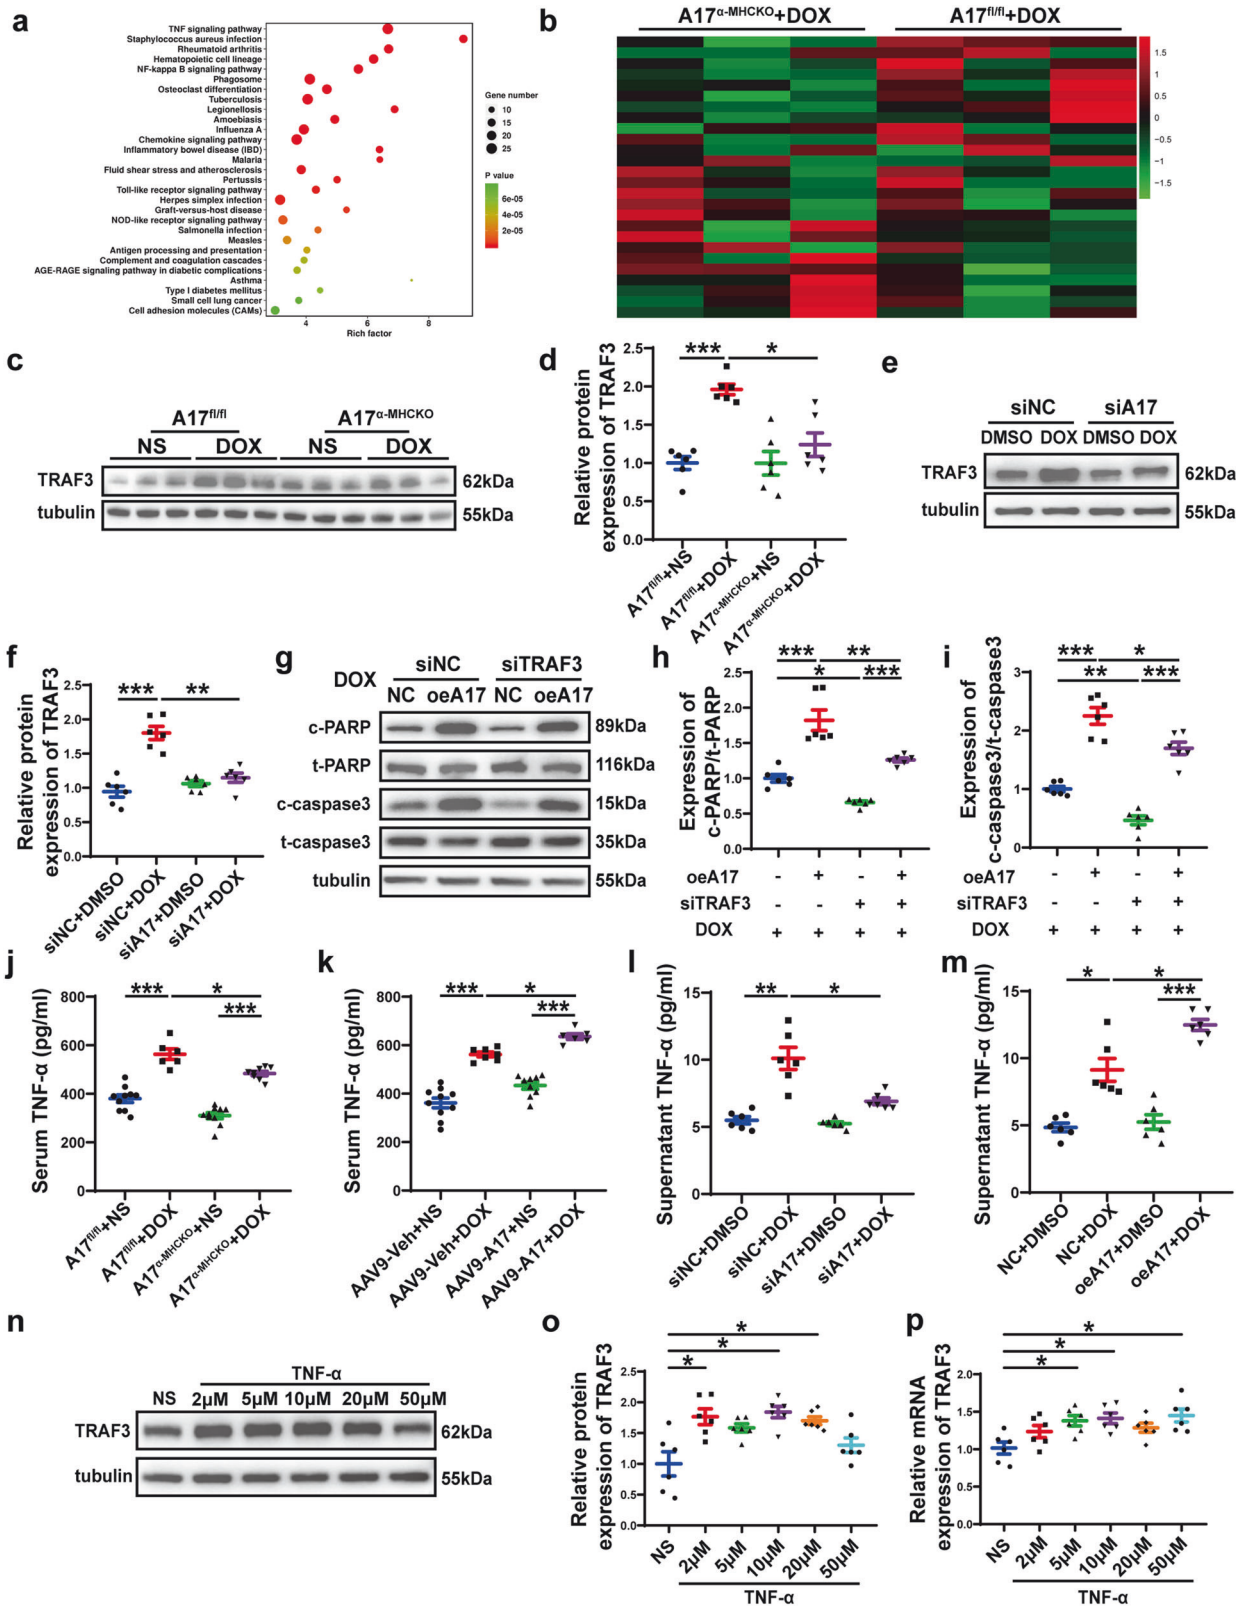 a
TNF signaling pathway
Staphylococcus aureus infection
Rheumatoid arthritis
Hematopoietic cell lineage
NF-kappa B signaling pathway
Phagosome
Osteoclast differentiation
Tuberculosis
Legionellosis
Amoebiasis
Influenza A
Chemokine signaling pathway
Inflammatory bowel disease (IBD)
Malaria
Fluid shear stress and atherosclerosis
Pertussis
Toll-like receptor signaling pathway
Herpes simplex infection
Graft-versus-host disease
NOD-like receptor signaling pathway
Salmonella infection
Measles
Antigen processing and presentation
Complement and coagulation cascades
AGE-RAGE signaling pathway in diabetic complications
Asthma
Type I diabetes mellitus
Small cell lung cancer
Cell adhesion molecules (CAMs)
4 6 8
Rich factor
Gene number
10
15
20
25
P value
6e-05
4e-05
2e-05
b
A17α-MHCKO+DOX A17fl/fl+DOX
1.5
1
0.5
0
−0.5
−1
−1.5
c
A17fl/fl A17α-MHCKO
NS DOX NS DOX
TRAF3 62kDa
tubulin 55kDa
d
Relative protein
expression of TRAF3
2.5
2.0
1.5
1.0
0.5
0.0
*** *
A17fl/fl+NS
A17fl/fl+DOX
A17α-MHCKO+NS
A17α-MHCKO+DOX
e
siNC siA17
DMSO DOX DMSO DOX
TRAF3 62kDa
tubulin 55kDa
f
Relative protein
expression of TRAF3
2.5
2.0
1.5
1.0
0.5
0.0
*** **
siNC+DMSO
siNC+DOX
siA17+DMSO
siA17+DOX
g
siNC siTRAF3
DOX NC oeA17 NC oeA17
c-PARP 89kDa
t-PARP 116kDa
c-caspase3 15kDa
t-caspase3 35kDa
tubulin 55kDa
h
Expression of
c-PARP/t-PARP
2.5
2.0
1.5
1.0
0.5
0.0
*** **
* ***
oeA17 - + - +
siTRAF3 - - + +
DOX + + + +
i
Expression of
c-caspase3/t-caspase3
3
2
1
0
*** *
** ***
oeA17 - + - +
siTRAF3 - - + +
DOX + + + +
j
Serum TNF-α (pg/ml)
800
600
400
200
0
*** *
***
A17fl/fl+NS
A17fl/fl+DOX
A17α-MHCKO+NS
A17α-MHCKO+DOX
k
Serum TNF-α (pg/ml)
800
600
400
200
0
*** *
***
AAV9-Veh+NS
AAV9-Veh+DOX
AAV9-A17+NS
AAV9-A17+DOX
l
Supernatant TNF-α (pg/ml)
15
10
5
0
** *
siNC+DMSO
siNC+DOX
siA17+DMSO
siA17+DOX
m
Supernatant TNF-α (pg/ml)
15
10
5
0
* *
***
NC+DMSO
NC+DOX
oeA17+DMSO
oeA17+DOX
n
TNF-α
NS 2μM 5μM 10μM 20μM 50μM
TRAF3 62kDa
tubulin 55kDa
o
Relative protein
expression of TRAF3
2.5
2.0
1.5
1.0
0.5
0.0
*
*
*
NS
2μM
5μM
10μM
20μM
50μM
TNF-α
p
Relative mRNA
expression of TRAF3
2.0
1.5
1.0
0.5
0.0
*
*
*
NS
2μM
5μM
10μM
20μM
50μM
TNF-α